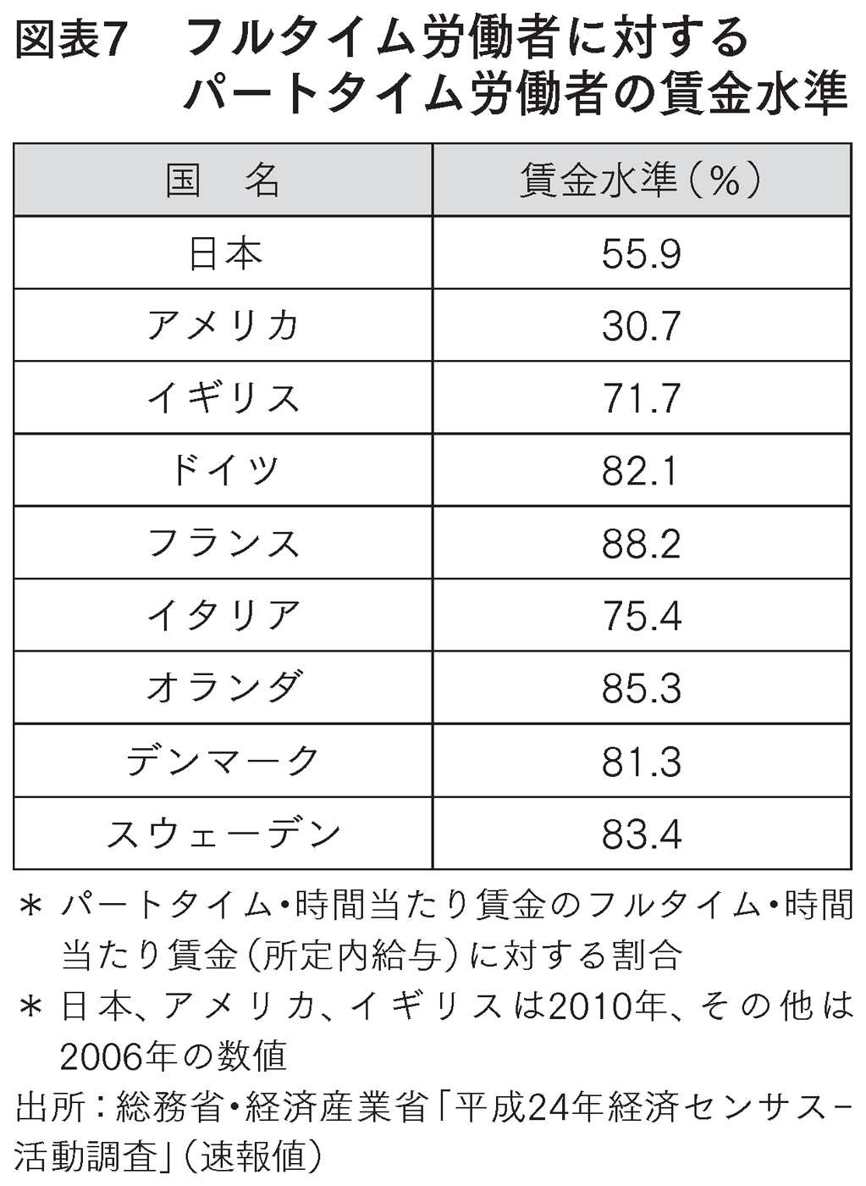 図表7 フルタイム労働者に対する
パートタイム労働者の賃金水準
国 名 賃金水準(%)
日本 55.9
アメリカ 30.7
イギリス 71.7
ドイツ 82.1
フランス 88.2
イタリア 75.4
オランダ 85.3
デンマーク 81.3
スウェーデン 83.4
＊ パートタイム・時間当たり賃金のフルタイム・時間
当たり賃金(所定内給与)に対する割合
＊ 日本、アメリカ、イギリスは2010年、その他は
2006年の数値
出所：総務省・経済産業省「平成24年経済センサス－
活動調査」(速報値)